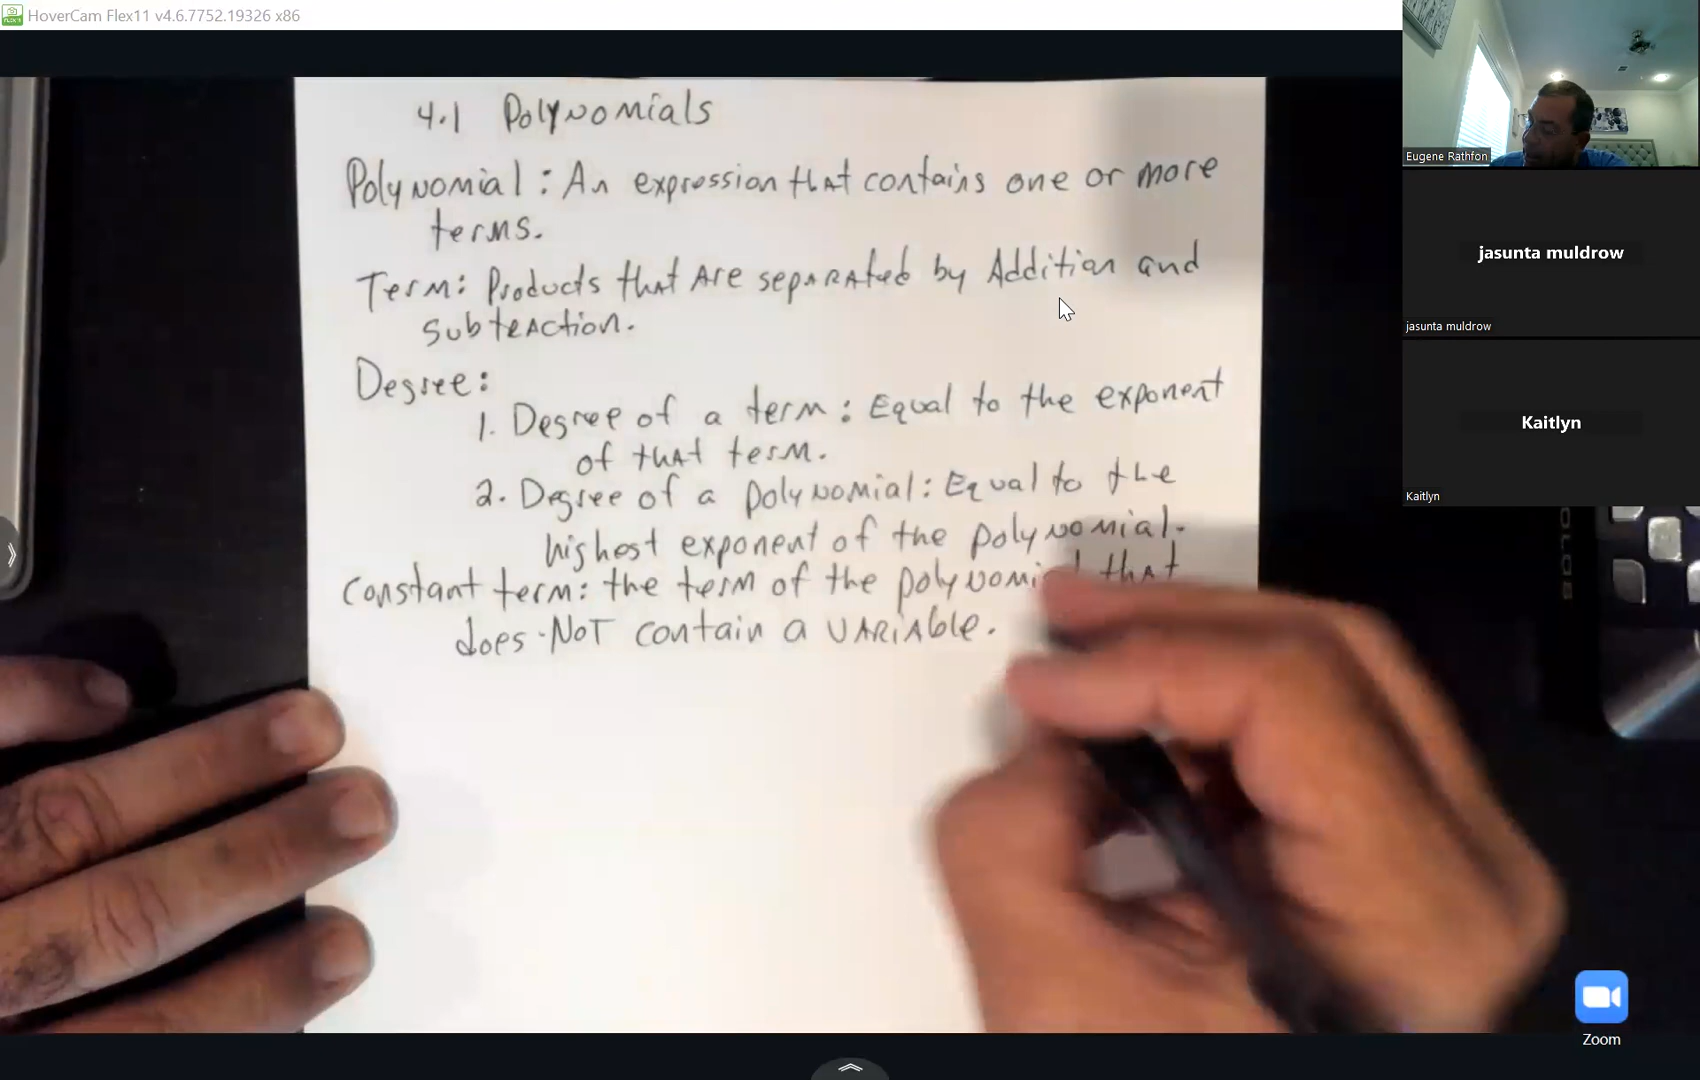 HoverCam Flex11 v4.6.7752.19326 x86
4.1 Polynomials
Polynomial: An expression that contains one or more
terms.
Term: Products that are separated by Addition and
subtraction.
Degree:
1. Degree of a term: Equal to the exponent
of that term.
2. Degree of a polynomial: Equal to the
highest exponent of the polynomial.
Constant term: the term of the polynomial that
does NOT contain a variable.
Eugene Rathfon
jasunta muldrow
jasunta muldrow
Kaitlyn
Kaitlyn
Zoom